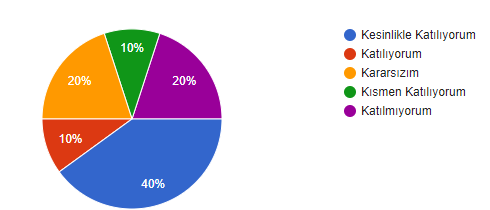 10%
20%
20%
10%
40%
Kesinlikle Katılıyorum
Katılıyorum
Kararsızım
Kısmen Katılıyorum
Katılmıyorum